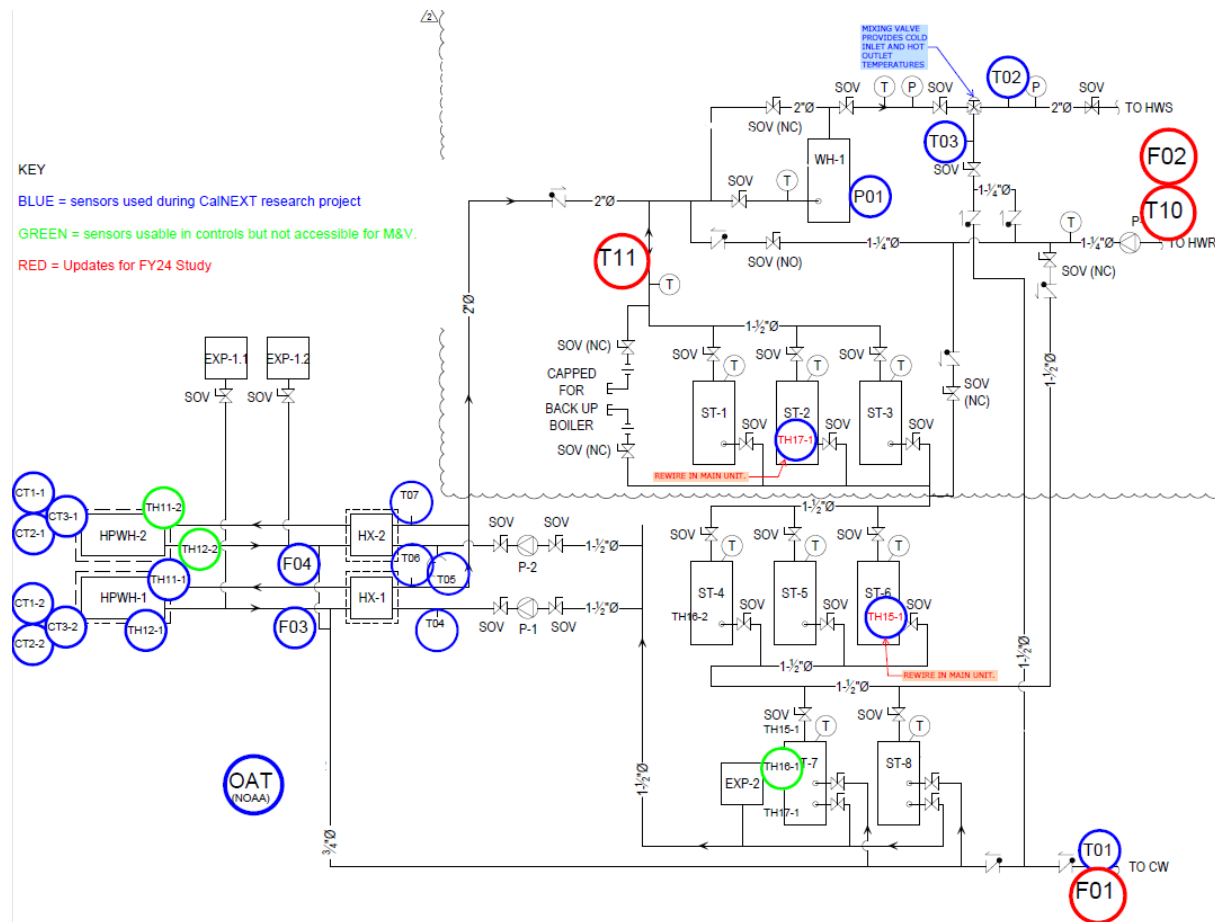 2
MIXING VALVE
PROVIDES COLD
INLET AND HOT
OUTLET
TEMPERATURES
SOV
T
P
SOV
T02
P
SOV
2"Ø
2"Ø
TO HWS
SOV (NC)
T03
F02
KEY
WH-1
SOV
T
P01
SOV
BLUE = sensors used during CalNEXT research project
2"Ø
1-¼"Ø
T10
GREEN = sensors usable in controls but not accessible for M&V.
T11
SOV (NO)
1-¼"Ø
T
1-¼"Ø
P-
TO HWR
RED = Updates for FY24 Study
T
SOV (NC)
2"Ø
1-½"Ø
EXP-1.1
EXP-1.2
SOV (NC)
SOV
T
SOV
T
SOV
T
SOV
SOV
CAPPED
FOR
BACK UP
BOILER
SOV
(NC)
1-½"Ø
ST-1
ST-2
ST-3
SOV
SOV
SOV
TH17-1
SOV (NC)
REWIRE IN MAIN UNIT.
CT1-1
CT3-1
CT2-1
TH11-2
HPWH-2
TH12-2
F04
T07
HX-2
SOV
SOV
1-½"Ø
P-2
1-½"Ø
SOV
T
SOV
T
SOV
T
T06
T05
CT1-2
CT3-2
CT2-2
HPWH-1
TH11-1
TH12-1
F03
HX-1
T04
SOV
SOV
1-½"Ø
P-1
ST-4
ST-5
ST-6
TH16-2
SOV
SOV
SOV
TH15-1
1-½"Ø
1-½"Ø
1-½"Ø
REWIRE IN MAIN UNIT.
SOV
T
SOV
T
TH15-1
OAT
(NOAA)
1-½"Ø
EXP-2
TH16-1
T-7
ST-8
TH17-1
¾"Ø
T01
TO CW
F01